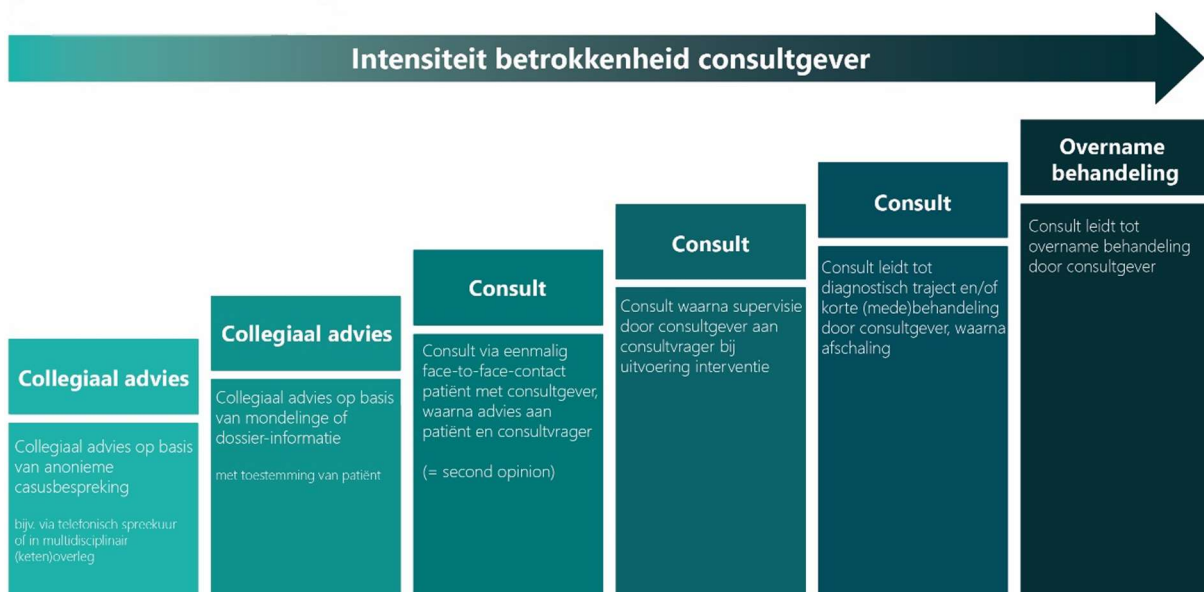 Intensiteit betrokkenheid consultgever
Collegiaal advies
Collegiaal advies op basis
van anonieme
casusbespreking
bijv. via telefonisch spreekuur
of in multidisciplinair
(keten)overleg
Collegiaal advies
Collegiaal advies op basis
van mondelinge of
dossier-informatie
met toestemming van patiënt
Consult
Consult via eenmalig
face-to-face-contact
patiënt met consultgever,
waarna advies aan
patiënt en consultvrager
(= second opinion)
Consult
Consult waarna supervisie
door consultgever aan
consultvrager bij
uitvoering interventie
Consult
Consult leidt tot
diagnostisch traject en/of
korte (mede)behandeling
door consultgever, waarna
afschaling
Overname
behandeling
Consult leidt tot
overname behandeling
door consultgever